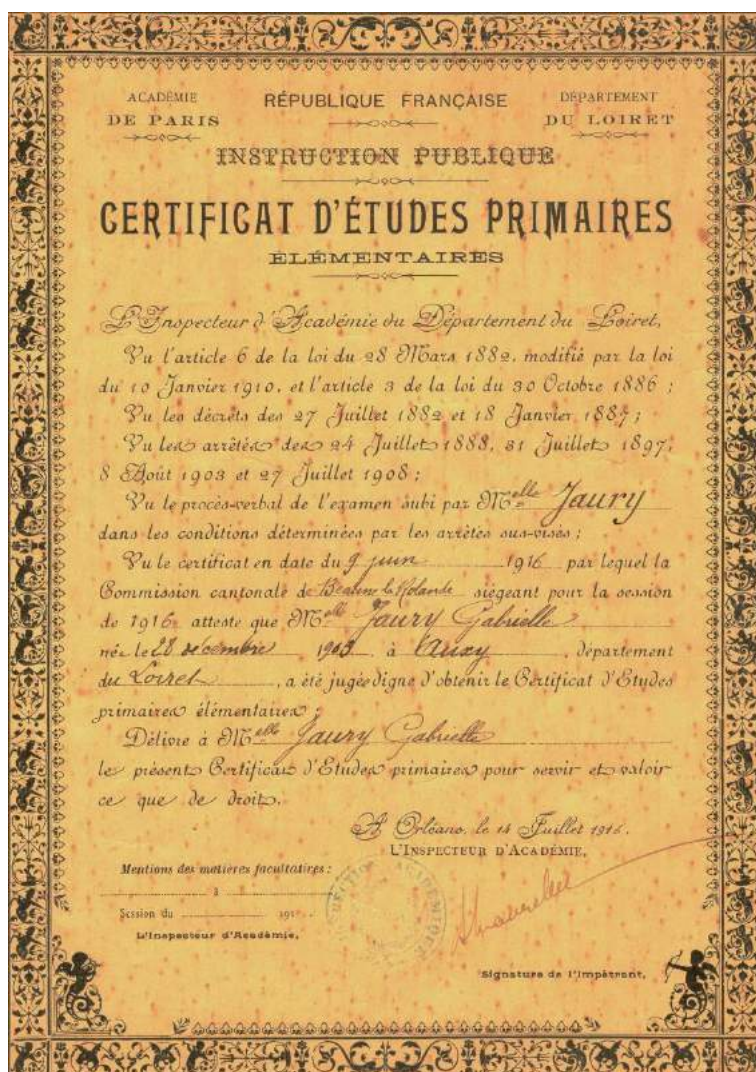 ACADÉMIE
DE PARIS
RÉPUBLIQUE FRANÇAISE
DÉPARTEMENT
DU LOIRET
INSTRUCTION PUBLIQUE
CERTIFICAT D'ÉTUDES PRIMAIRES
ÉLÉMENTAIRES
L'Inspecteur d'Académie du Département du Loiret,
Vu l'article 6 de la loi du 28 Mars 1882, modifié par la loi
du 10 Janvier 1910, et l'article 3 de la loi du 30 Octobre 1886 ;
Vu les décrets des 27 Juillet 1882 et 18 Janvier 1887 ;
Vu les arrêtés des 24 Juillet 1888, 31 Juillet 1897,
8 Août 1903 et 27 Juillet 1908 ;
Vu le procès-verbal de l'examen subi par Melle Jaury
dans les conditions déterminées par les arrêtés sus-visés ;
Vu le certificat en date du 9 juin 1916 par lequel la
Commission cantonale de Beaune la Rolande siégeant pour la session
de 1916 atteste que Melle Jaury Gabrielle
née le 28 décembre 1903 à Auxy, département
du Loiret, a été jugée digne d'obtenir le Certificat d'Etudes
primaires élémentaires ;
Délivre à Melle Jaury Gabrielle
le présent Certificat d'Etudes primaires pour servir et valoir
ce que de droit.
A Orléans, le 14 Juillet 1916.
L'INSPECTEUR D'ACADÉMIE,
Mentions des matières facultatives :
à
Session du 191
L'Inspecteur d'Académie,
Signature de l'Impétrant,